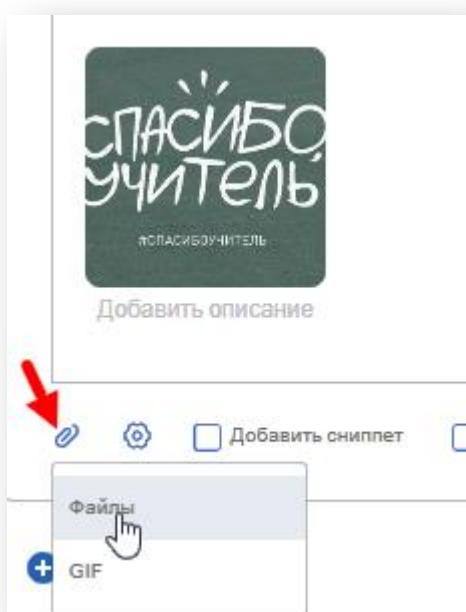 СПАСИБО,
УЧИТЕЛЬ
#СПАСИБОУЧИТЕЛЬ
Добавить описание
Добавить сниппет
Файлы
GIF